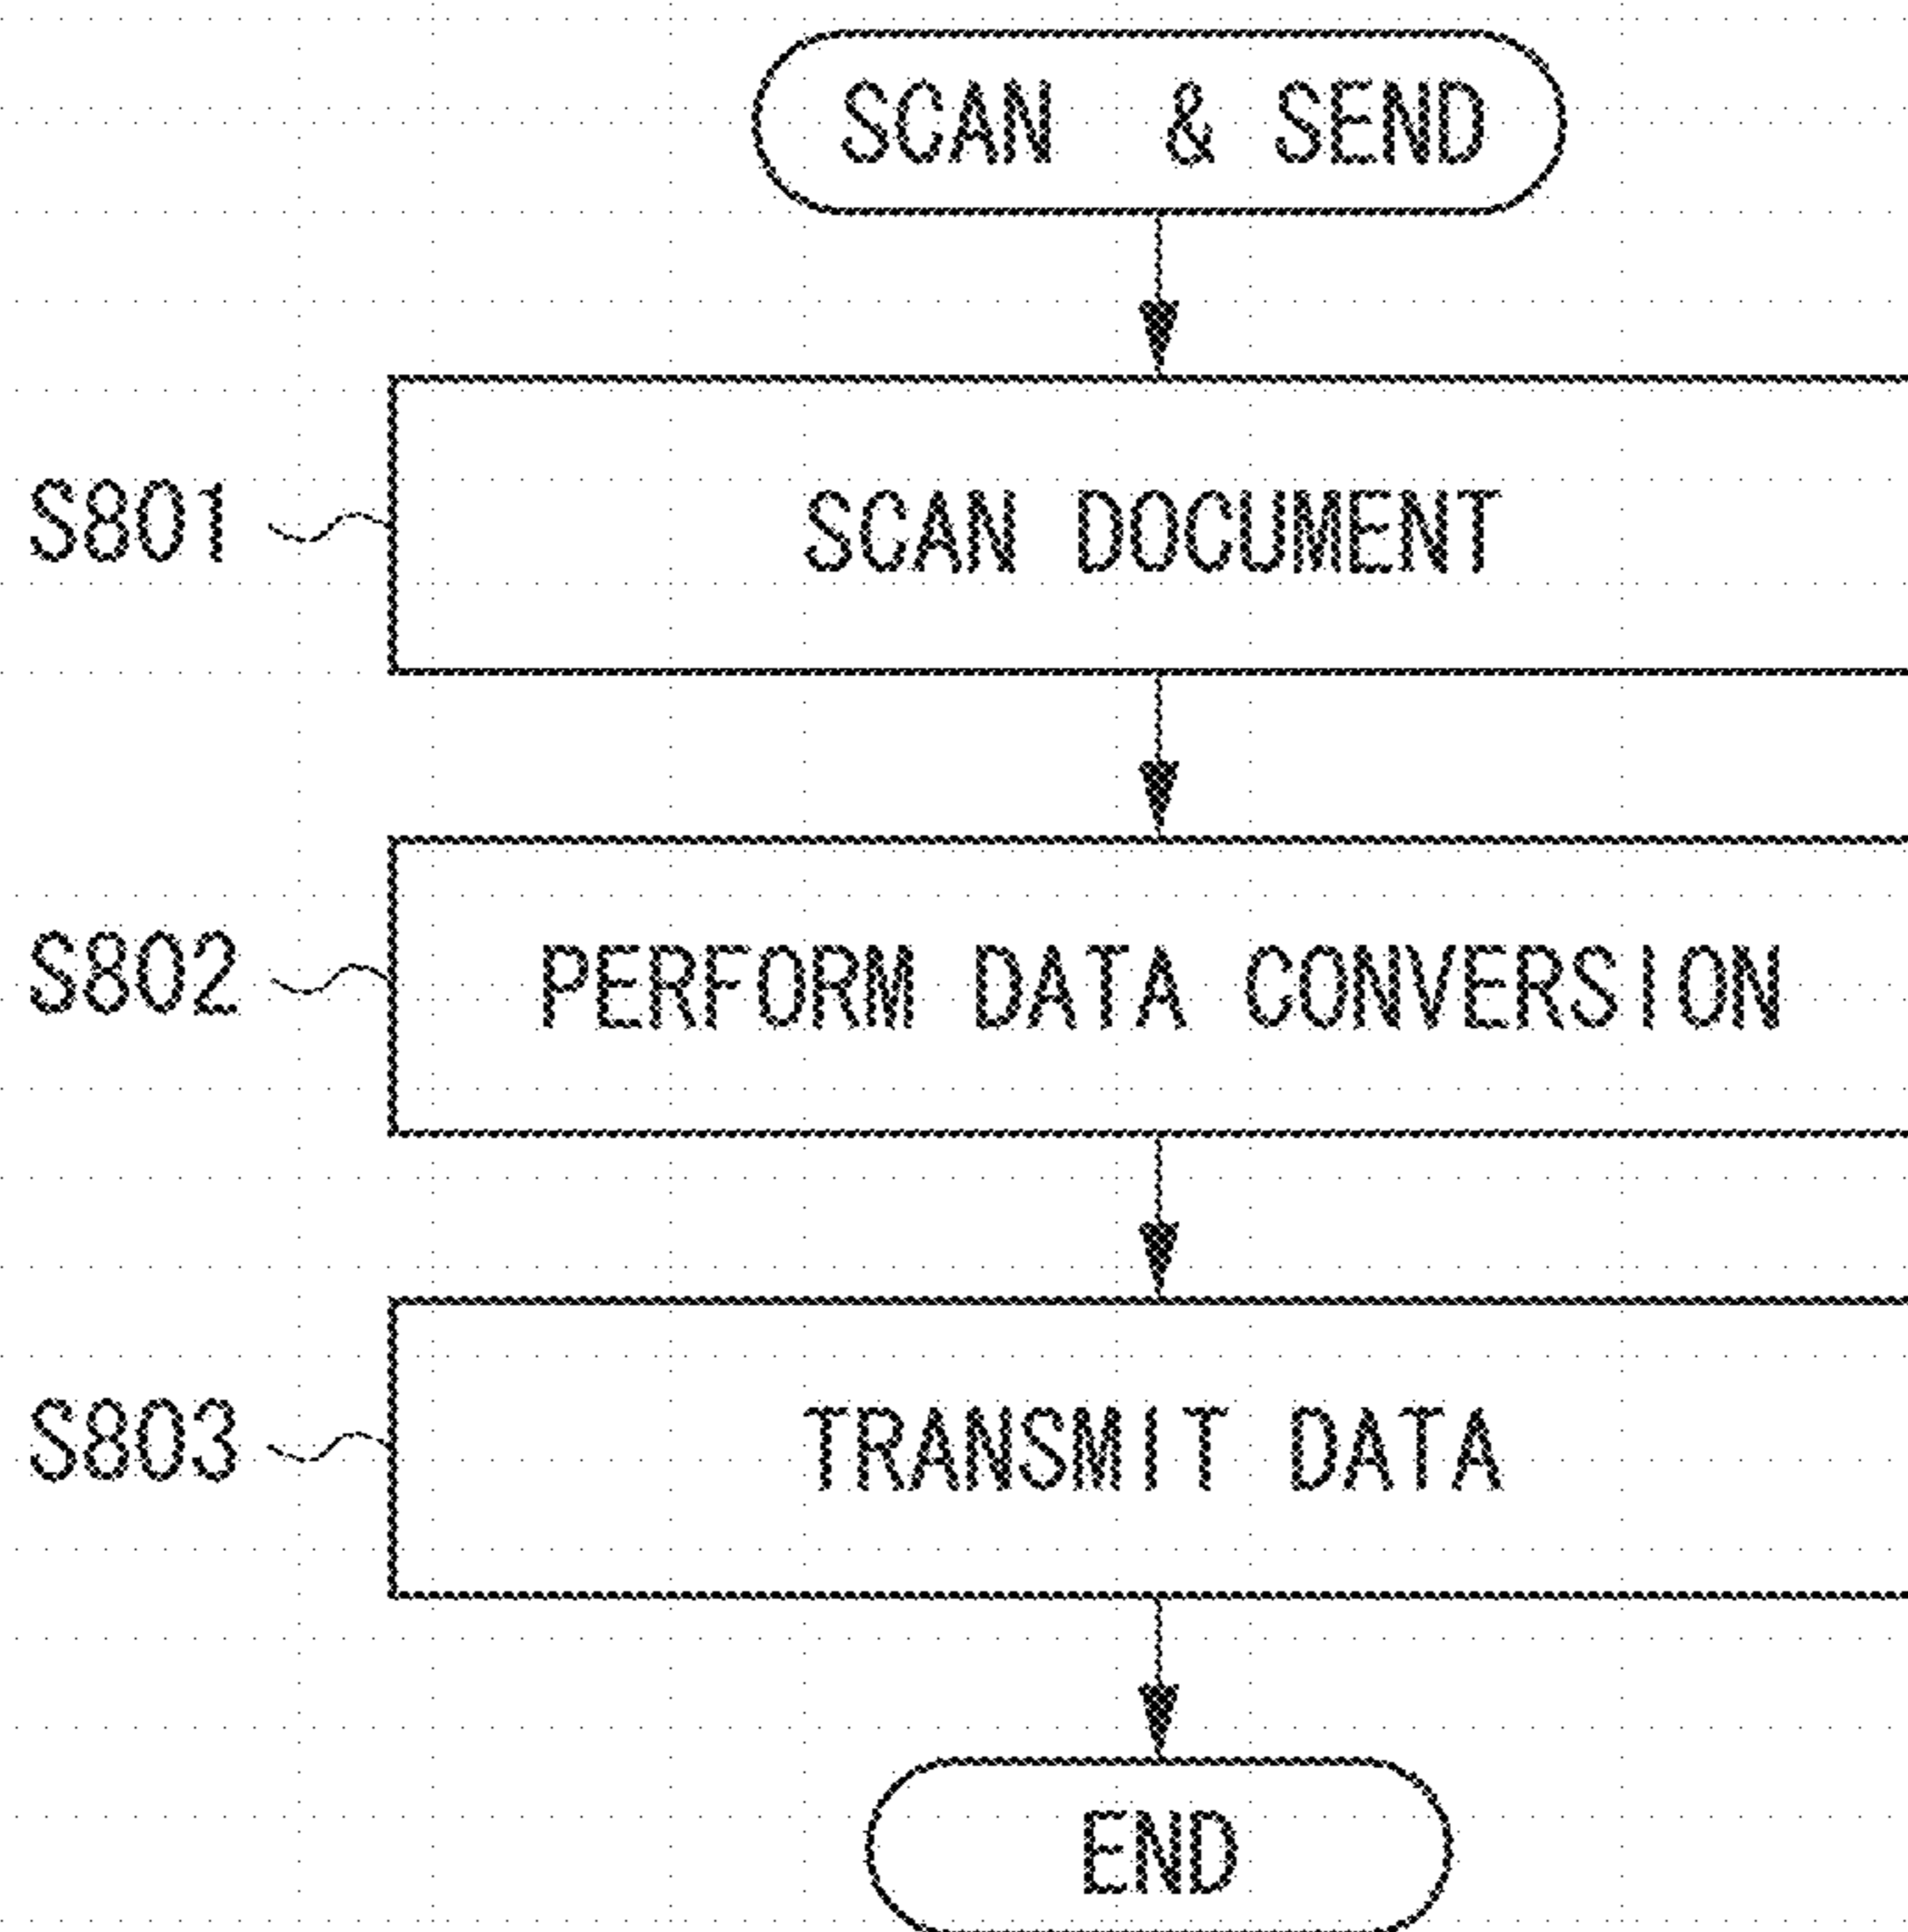 SCAN & SEND
S801 SCAN DOCUMENT
S802 PERFORM DATA CONVERSION
S803 TRANSMIT DATA
END